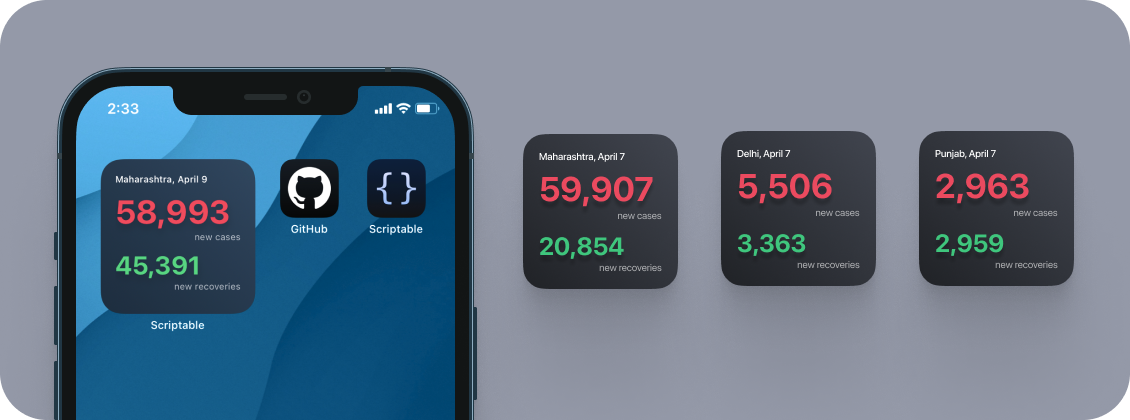 2:33
Maharashtra, April 9
58,993
new cases
45,391
new recoveries
Scriptable
GitHub
{ }
Scriptable
Maharashtra, April 7
59,907
new cases
20,854
new recoveries
Delhi, April 7
5,506
new cases
3,363
new recoveries
Punjab, April 7
2,963
new cases
2,959
new recoveries